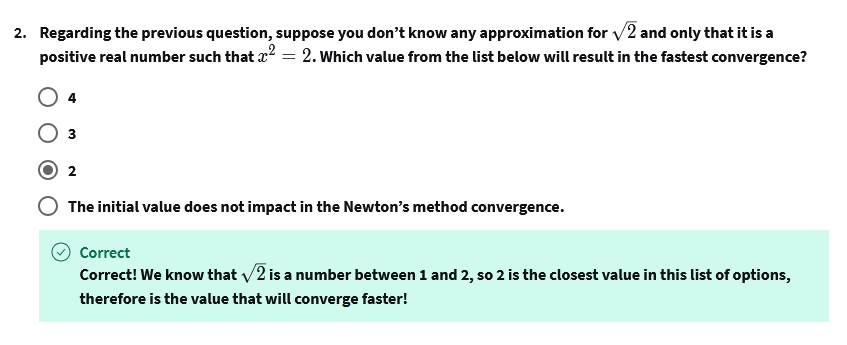 2. Regarding the previous question, suppose you don't know any approximation for √2 and only that it is a
positive real number such that x² = 2. Which value from the list below will result in the fastest convergence?
4
3
2
The initial value does not impact in the Newton's method convergence.
Correct
Correct! We know that √2 is a number between 1 and 2, so 2 is the closest value in this list of options,
therefore is the value that will converge faster!